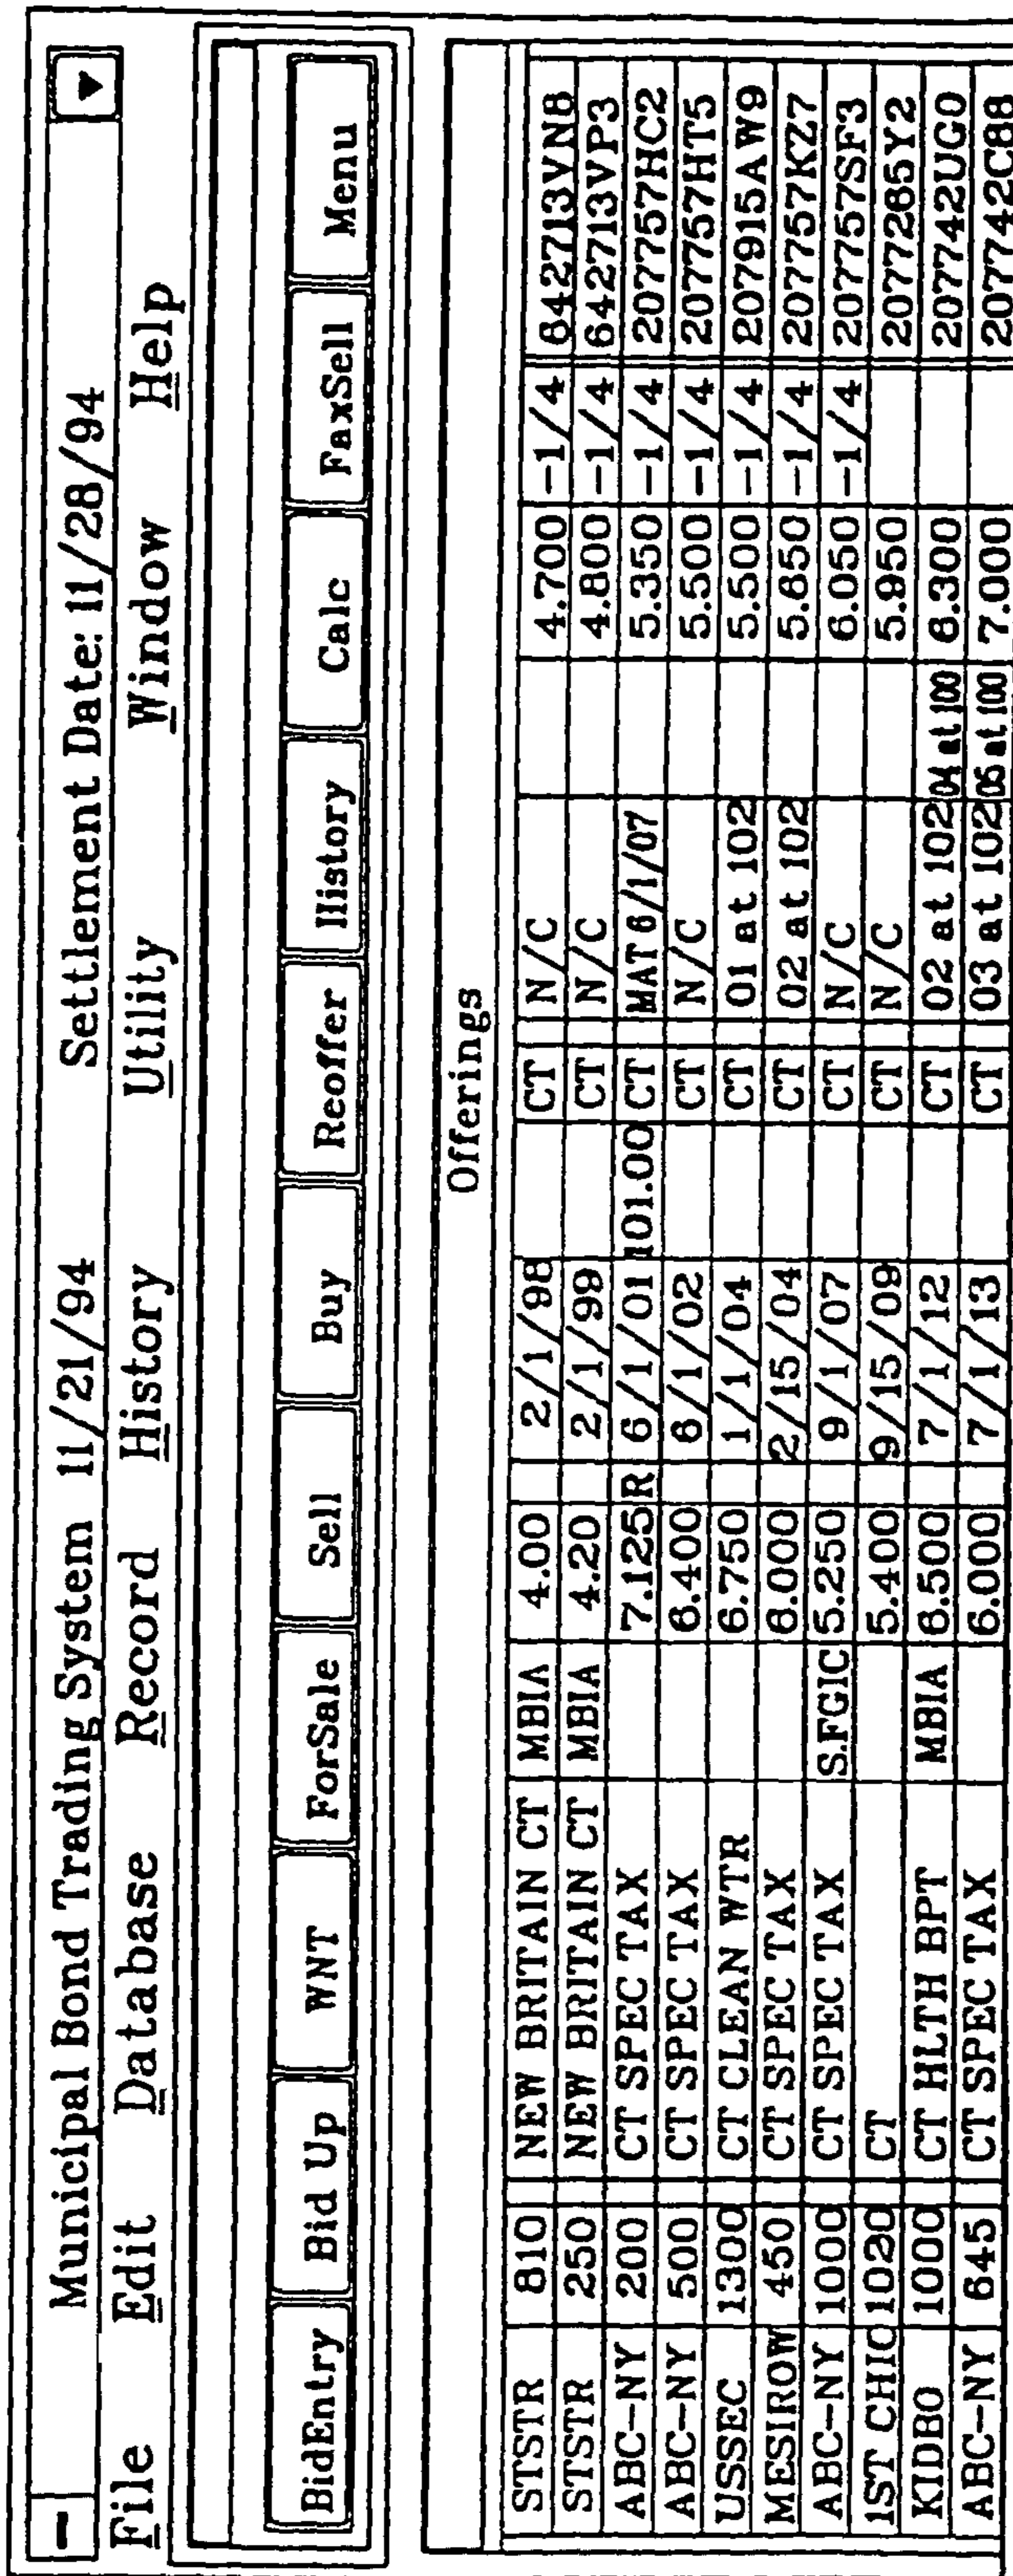 Municipal Bond Trading System 11/21/94 Settlement Date: 11/28/94
File Edit Database Record History Utility Window Help
BidEntry Bid Up WNT ForSale Sell Buy Reoffer History Calc FaxSell Menu
Offerings
STSTR 810 NEW BRITAIN CT MBIA 4.00 2/1/98 CT N/C 4.700 -1/4 642713VN8
STSTR 250 NEW BRITAIN CT MBIA 4.20 2/1/99 CT N/C 4.800 -1/4 642713VP3
ABC-NY 200 CT SPEC TAX 7.125 R 6/1/01 101.00 CT MAT 6/1/07 5.350 -1/4 207757HC2
ABC-NY 500 CT SPEC TAX 6.400 6/1/02 CT N/C 5.500 -1/4 207757HT5
USSEC 1300 CT CLEAN WTR 6.750 1/1/04 CT 01 at 102 5.500 -1/4 207915AW9
MESIROW 450 CT SPEC TAX 6.000 2/15/04 CT 02 at 102 5.650 -1/4 207757KZ7
ABC-NY 1000 CT SPEC TAX S.FGIC 5.250 9/1/07 CT N/C 6.050 -1/4 207757SF3
1ST CHIC 1020 CT 5.400 9/15/09 CT N/C 5.950 2077265Y2
KIDBO 1000 CT HLTH BPT MBIA 6.500 7/1/12 CT 02 at 102 04 at 100 6.300 207742UG0
ABC-NY 645 CT SPEC TAX 6.000 7/1/13 CT 03 at 102 05 at 100 7.000 207742C88